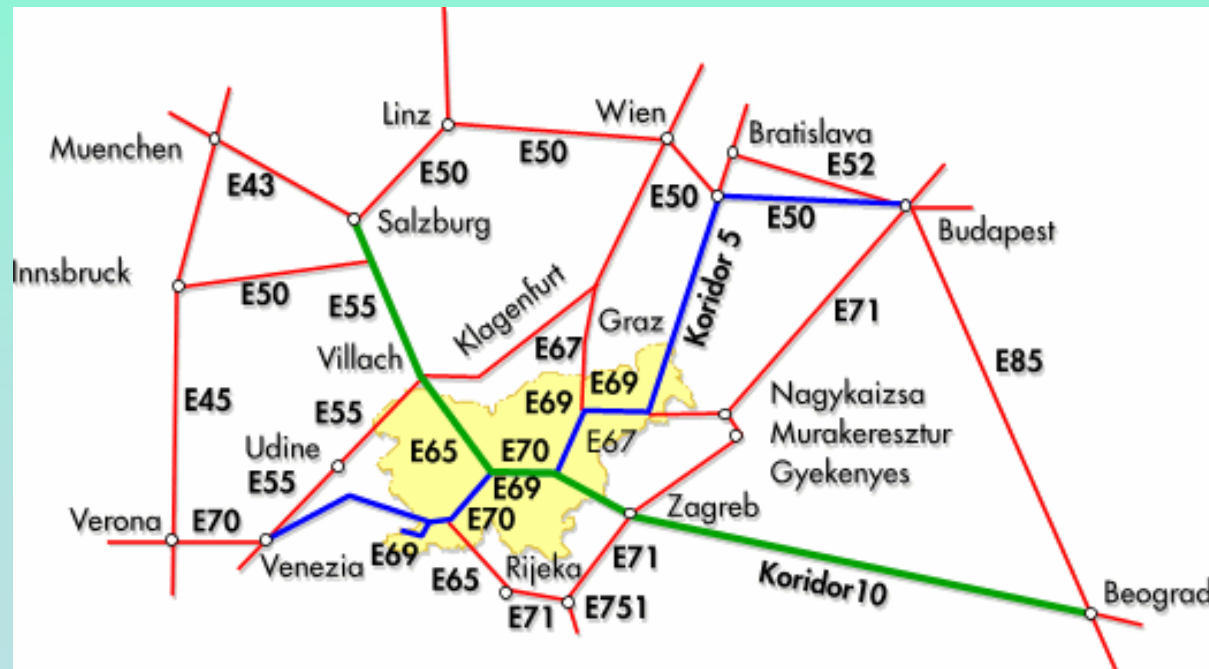 Linz
Wien
Bratislava
Muenchen
E50
E52
E43
E50
E50
E50
Salzburg
Budapest
Innsbruck
E50
E55
Klagenfurt
Graz
Koridor 5
E71
Villach
E67
E85
E45
E55
E69
E69
Nagykaizsa
Udine
E65
E70
E67
Murakeresztur
E55
E69
Gyekenyes
Verona
E70
E70
Zagreb
Venezia
E69
E65
Rijeka
E71
Koridor10
E71
E751
Beograd